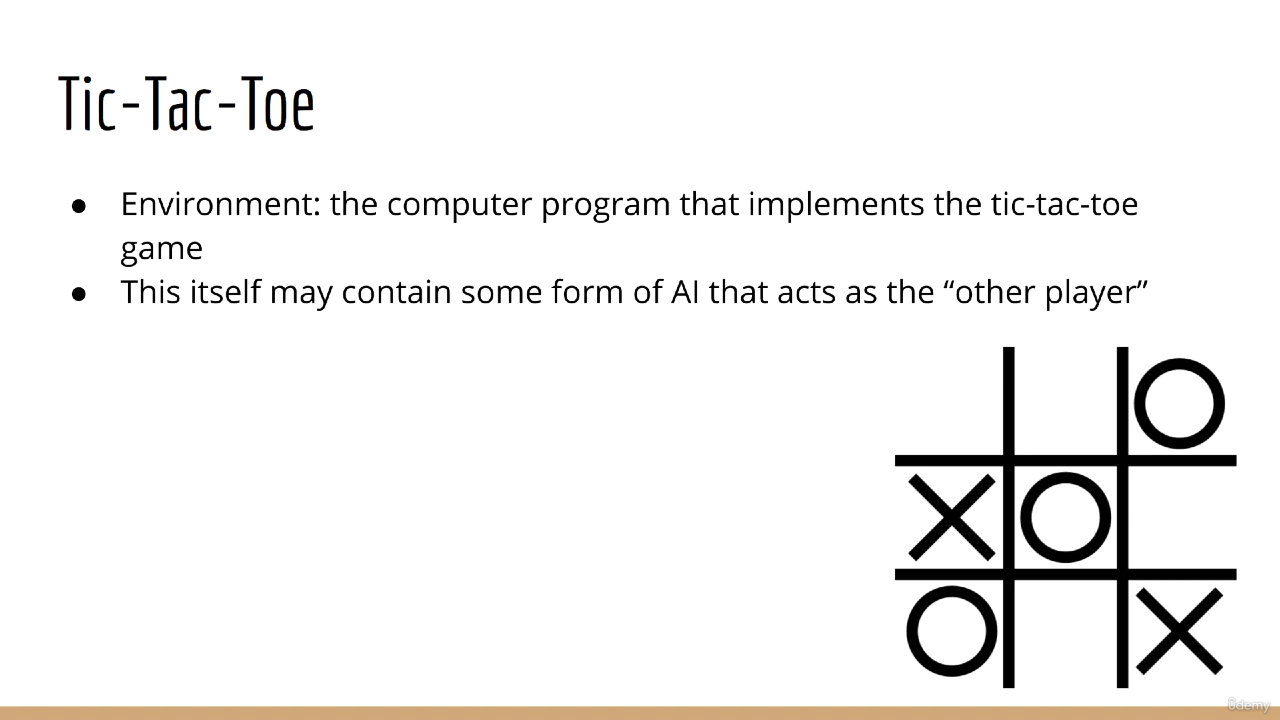 Tic-Tac-Toe
● Environment: the computer program that implements the tic-tac-toe
game
● This itself may contain some form of AI that acts as the “other player”
ûdemy